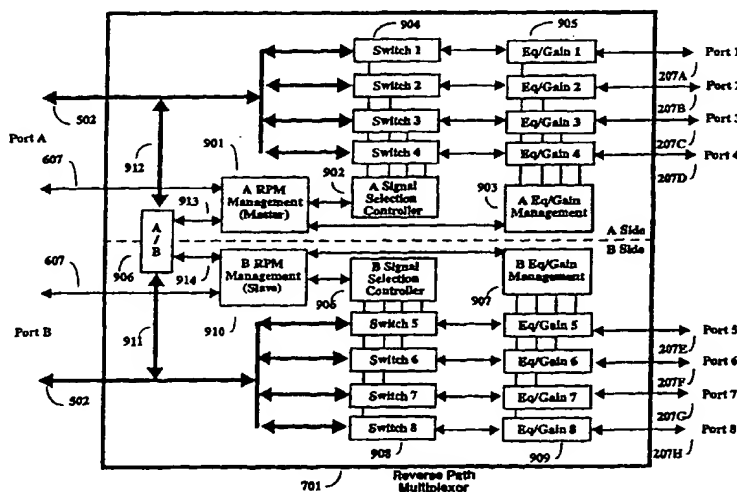 904
905
Switch 1
Eq/Gain 1
Port 1
207A
Switch 2
Eq/Gain 2
Port 2
207B
502
Switch 3
Eq/Gain 3
Port 3
207C
Port A
912
901
Switch 4
Eq/Gain 4
Port 4
207D
607
902
903
A RPM
Management
(Master)
A Signal
Selection
Controller
A Eq/Gain
Management
913
A
/
B
A Side
B Side
906
914
B RPM
Management
(Slave)
B Signal
Selection
Controller
B Eq/Gain
Management
607
906
907
910
Port B
911
Switch 5
Eq/Gain 5
Port 5
207E
Switch 6
Eq/Gain 6
Port 6
207F
502
Switch 7
Eq/Gain 7
Port 7
207G
Switch 8
Eq/Gain 8
Port 8
207H
908
909
701
Reverse Path
Multiplexor